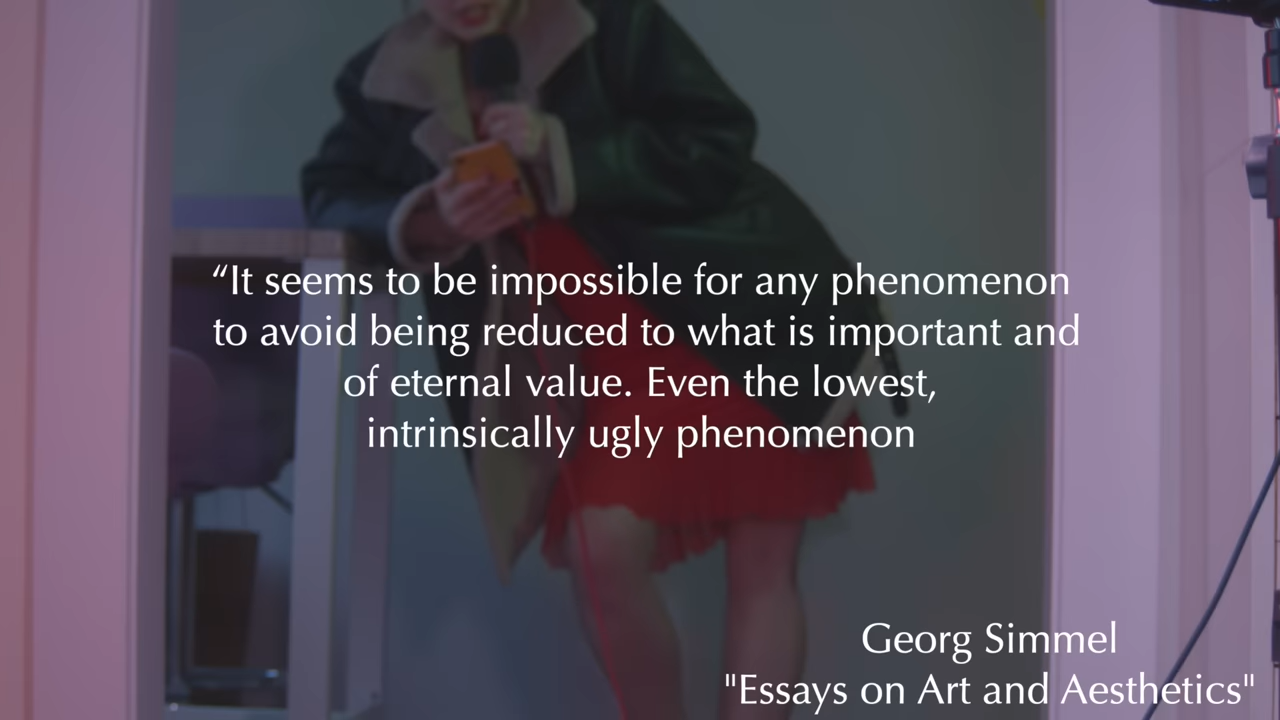 “It seems to be impossible for any phenomenon
to avoid being reduced to what is important and
of eternal value. Even the lowest,
intrinsically ugly phenomenon
Georg Simmel
"Essays on Art and Aesthetics"